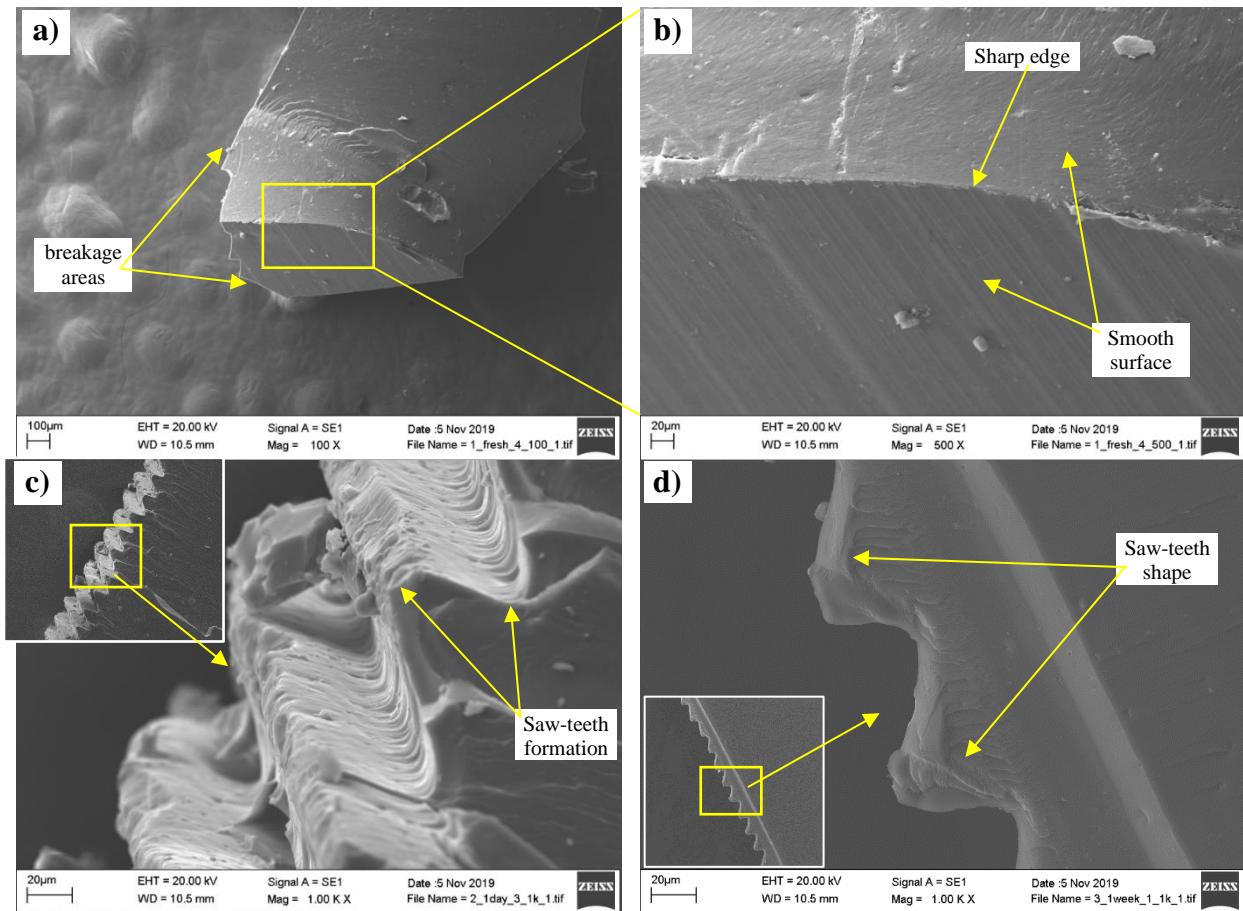 a)
breakage
areas
100µm
EHT = 20.00 kV
WD = 10.5 mm
Signal A = SE1
Mag = 100 X
Date :5 Nov 2019
File Name = 1_fresh_4_100_1.tif
ZEISS
b)
Sharp edge
Smooth
surface
20µm
EHT = 20.00 kV
WD = 10.5 mm
Signal A = SE1
Mag = 500 X
Date :5 Nov 2019
File Name = 1_fresh_4_500_1.tif
ZEISS
c)
Saw-teeth
formation
20µm
EHT = 20.00 kV
WD = 10.5 mm
Signal A = SE1
Mag = 1.00 K X
Date :5 Nov 2019
File Name = 2_1day_3_1k_1.tif
ZEISS
d)
Saw-teeth
shape
20µm
EHT = 20.00 kV
WD = 10.5 mm
Signal A = SE1
Mag = 1.00 K X
Date :5 Nov 2019
File Name = 3_1week_1_1k_1.tif
ZEISS